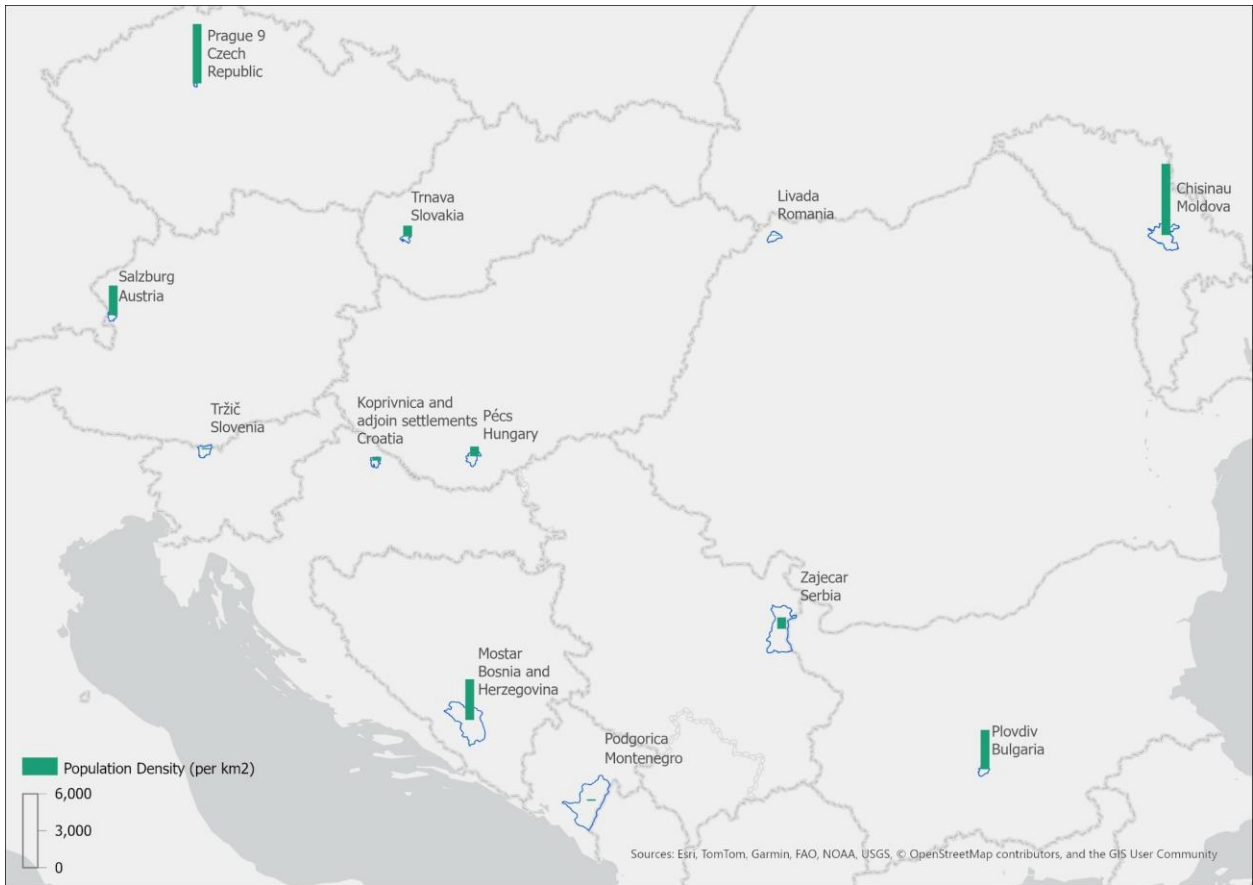 Prague 9
Czech
Republic
Trnava
Slovakia
Livada
Romania
Chisinau
Moldova
Salzburg
Austria
Tržič
Slovenia
Koprivnica and
adjoin settlements
Croatia
Pécs
Hungary
Zajecar
Serbia
Mostar
Bosnia and
Herzegovina
Podgorica
Montenegro
Plovdiv
Bulgaria
Population Density (per km2)
6,000
3,000
0
Sources: Esri, TomTom, Garmin, FAO, NOAA, USGS, © OpenStreetMap contributors, and the GIS User Community